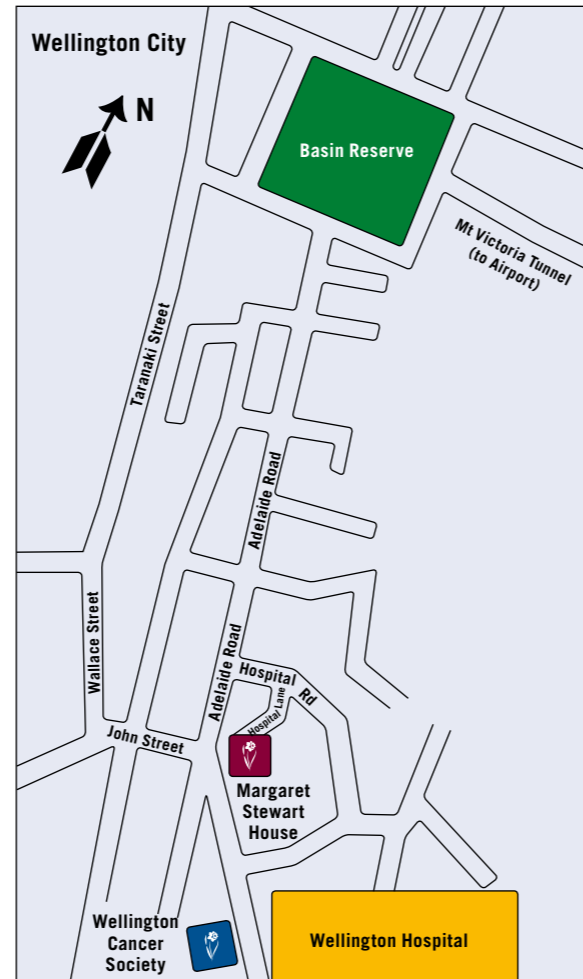 Wellington City
N
Basin Reserve
Mt Victoria Tunnel
(to Airport)
Taranaki Street
Adelaide Road
Wallace Street
Adelaide Road
Hospital
Rd
Hospital Lane
John Street
Margaret
Stewart
House
Wellington
Cancer
Society
Wellington Hospital